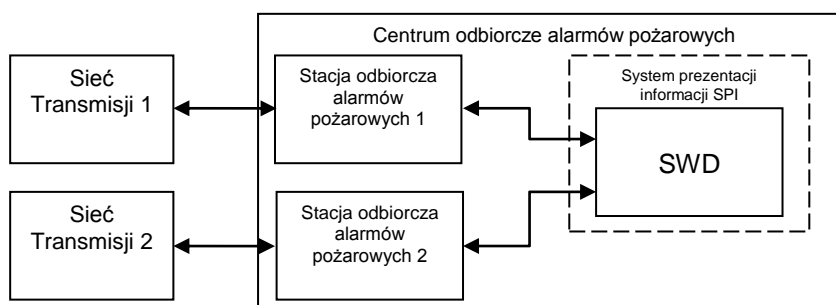 Centrum odbiorcze alarmów pożarowych
Sieć
Transmisji 1
Stacja odbiorcza
alarmów
pożarowych 1
System prezentacji
informacji SPI
SWD
Sieć
Transmisji 2
Stacja odbiorcza
alarmów
pożarowych 2